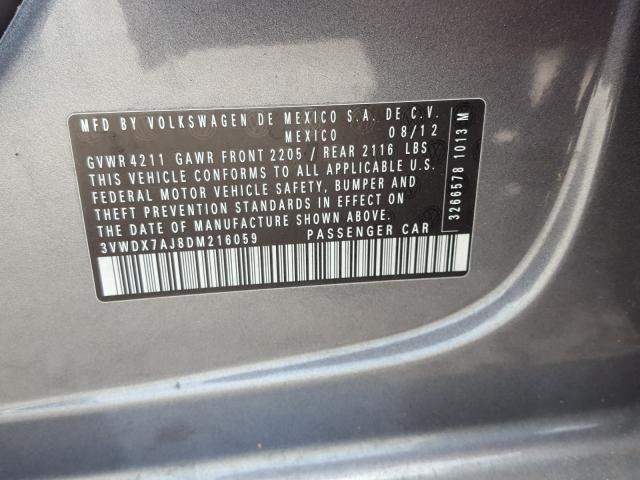 MFD BY VOLKSWAGEN DE MEXICO S.A. DE C.V.
MEXICO 08/12
GVWR 4211 GAWR FRONT 2205 / REAR 2116 LBS
THIS VEHICLE CONFORMS TO ALL APPLICABLE U.S.
FEDERAL MOTOR VEHICLE SAFETY, BUMPER AND
THEFT PREVENTION STANDARDS IN EFFECT ON
THE DATE OF MANUFACTURE SHOWN ABOVE.
3VWDX7AJ8DM216059 PASSENGER CAR
3266578 1013 M